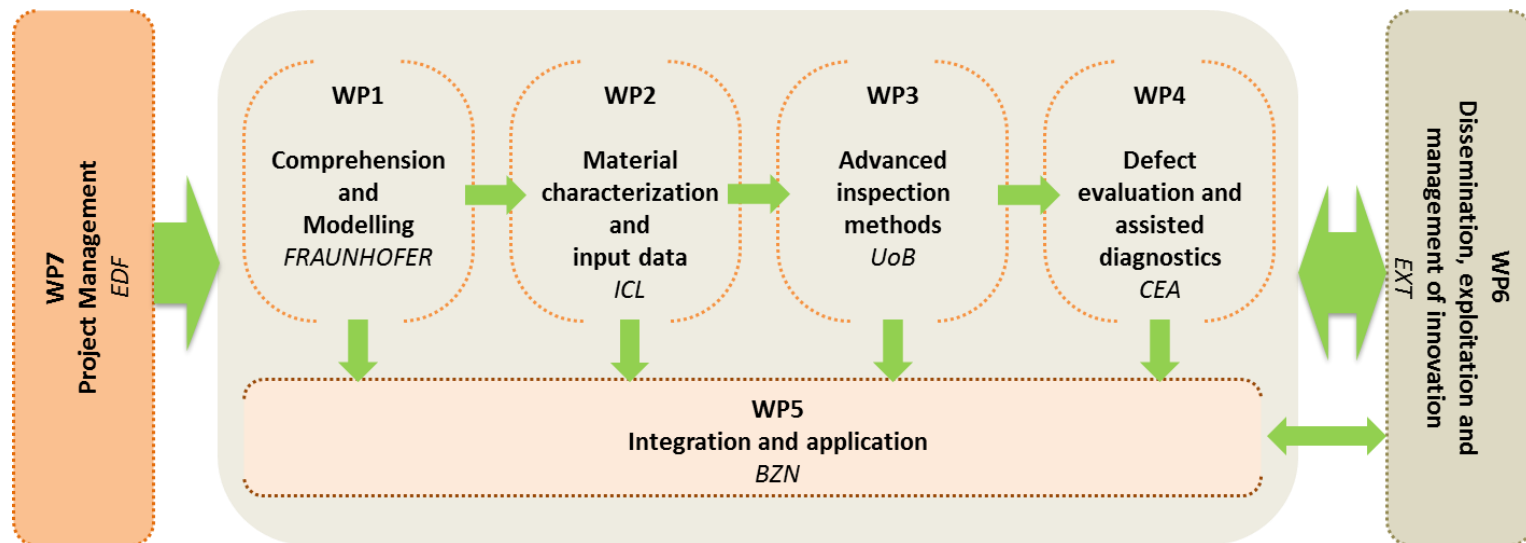 WP7
Project Management
EDF
WP1
Comprehension
and
Modelling
FRAUNHOFER
WP2
Material
characterization
and
input data
ICL
WP3
Advanced
inspection
methods
UoB
WP4
Defect
evaluation and
assisted
diagnostics
CEA
WP5
Integration and application
BZN
WP6
Dissemination, exploitation and
management of innovation
EXT